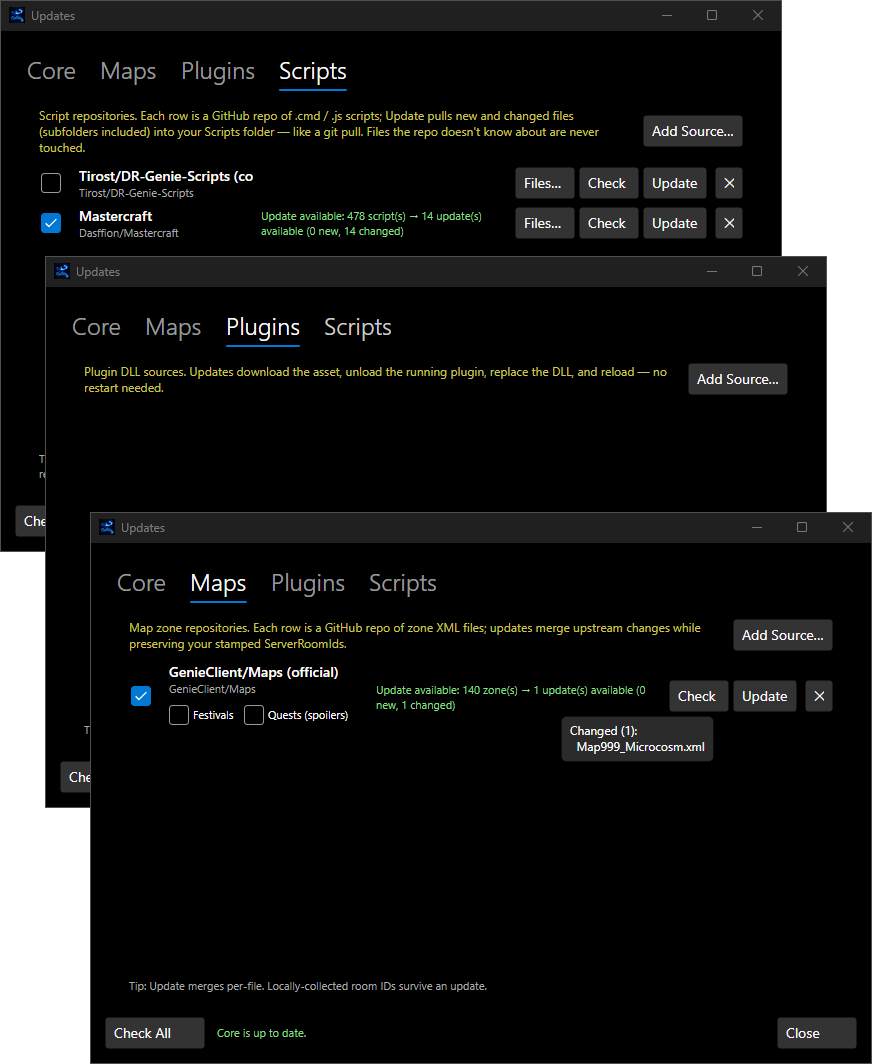 Updates
Core Maps Plugins Scripts
Script repositories. Each row is a GitHub repo of .cmd / .js scripts; Update pulls new and changed files
(subfolders included) into your Scripts folder — like a git pull. Files the repo doesn't know about are never
touched.
Add Source...
Tirost/DR-Genie-Scripts (co
Tirost/DR-Genie-Scripts
Files... Check Update ✕
Mastercraft
Dasffion/Mastercraft
Update available: 478 script(s) → 14 update(s)
available (0 new, 14 changed)
Files... Check Update ✕
Updates
Core Maps Plugins Scripts
Plugin DLL sources. Updates download the asset, unload the running plugin, replace the DLL, and reload — no
restart needed.
Add Source...
Updates
Core Maps Plugins Scripts
Map zone repositories. Each row is a GitHub repo of zone XML files; updates merge upstream changes while
preserving your stamped ServerRoomIds.
Add Source...
GenieClient/Maps (official)
GenieClient/Maps
Festivals Quests (spoilers)
Update available: 140 zone(s) → 1 update(s) available (0
new, 1 changed)
Check Update ✕
Changed (1):
Map999_Microcosm.xml
Tip: Update merges per-file. Locally-collected room IDs survive an update.
Check All Core is up to date. Close